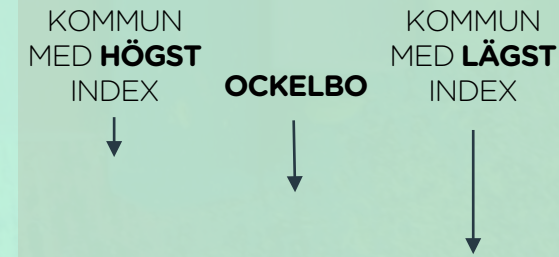 KOMMUN
MED HÖGST
INDEX
OCKELBO
KOMMUN
MED LÄGST
INDEX